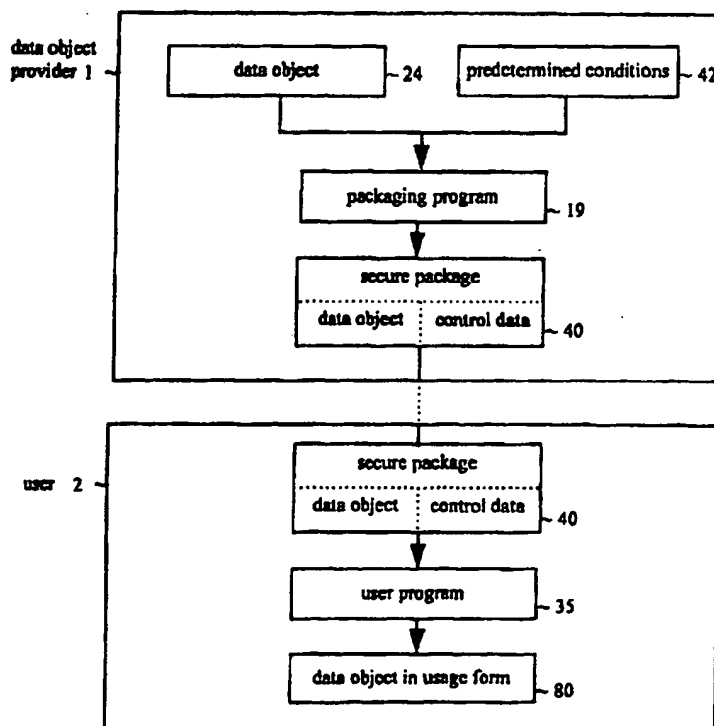 data object
provider 1
data object
24
predetermined conditions
42
packaging program
19
secure package
data object control data
40
user 2
secure package
data object control data
40
user program
35
data object in usage form
80